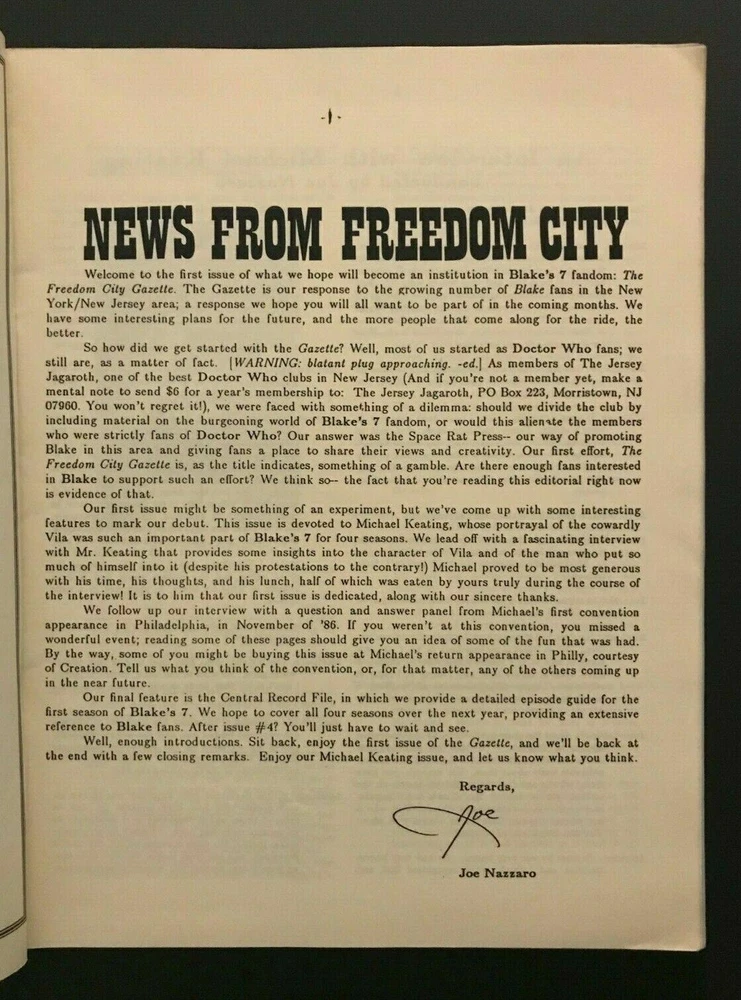 -1-
NEWS FROM FREEDOM CITY
Welcome to the first issue of what we hope will become an institution in Blake's 7 fandom: The
Freedom City Gazette. The Gazette is our response to the growing number of Blake fans in the New
York/New Jersey area; a response we hope you will all want to be part of in the coming months. We
have some interesting plans for the future, and the more people that come along for the ride, the
better.
So how did we get started with the Gazette? Well, most of us started as Doctor Who fans; we
still are, as a matter of fact. [WARNING: blatant plug approaching. -ed.] As members of The Jersey
Jagaroth, one of the best Doctor Who clubs in New Jersey (And if you're not a member yet, make a
mental note to send $6 for a year's membership to: The Jersey Jagaroth, PO Box 223, Morristown, NJ
07960. You won't regret it!), we were faced with something of a dilemma: should we divide the club by
including material on the burgeoning world of Blake's 7 fandom, or would this alienate the members
who were strictly fans of Doctor Who? Our answer was the Space Rat Press-- our way of promoting
Blake in this area and giving fans a place to share their views and creativity. Our first effort, The
Freedom City Gazette is, as the title indicates, something of a gamble. Are there enough fans interested
in Blake to support such an effort? We think so-- the fact that you're reading this editorial right now
is evidence of that.
Our first issue might be something of an experiment, but we've come up with some interesting
features to mark our debut. This issue is devoted to Michael Keating, whose portrayal of the cowardly
Vila was such an important part of Blake's 7 for four seasons. We lead off with a fascinating interview
with Mr. Keating that provides some insights into the character of Vila and of the man who put so
much of himself into it (despite his protestations to the contrary!) Michael proved to be most generous
with his time, his thoughts, and his lunch, half of which was eaten by yours truly during the course of
the interview! It is to him that our first issue is dedicated, along with our sincere thanks.
We follow up our interview with a question and answer panel from Michael's first convention
appearance in Philadelphia, in November of '86. If you weren't at this convention, you missed a
wonderful event; reading some of these pages should give you an idea of some of the fun that was had.
By the way, some of you might be buying this issue at Michael's return appearance in Philly, courtesy
of Creation. Tell us what you think of the convention, or, for that matter, any of the others coming up
in the near future.
Our final feature is the Central Record File, in which we provide a detailed episode guide for the
first season of Blake's 7. We hope to cover all four seasons over the next year, providing an extensive
reference to Blake fans. After issue #4? You'll just have to wait and see.
Well, enough introductions. Sit back, enjoy the first issue of the Gazette, and we'll be back at
the end with a few closing remarks. Enjoy our Michael Keating issue, and let us know what you think.
Regards,
Joe
Joe Nazzaro